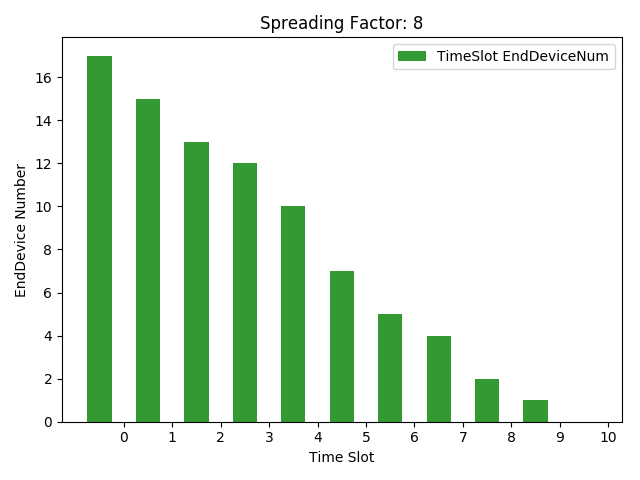 Spreading Factor: 8
TimeSlot EndDeviceNum
EndDevice Number
16
14
12
10
8
6
4
2
0
0 1 2 3 4 5 6 7 8 9 10
Time Slot